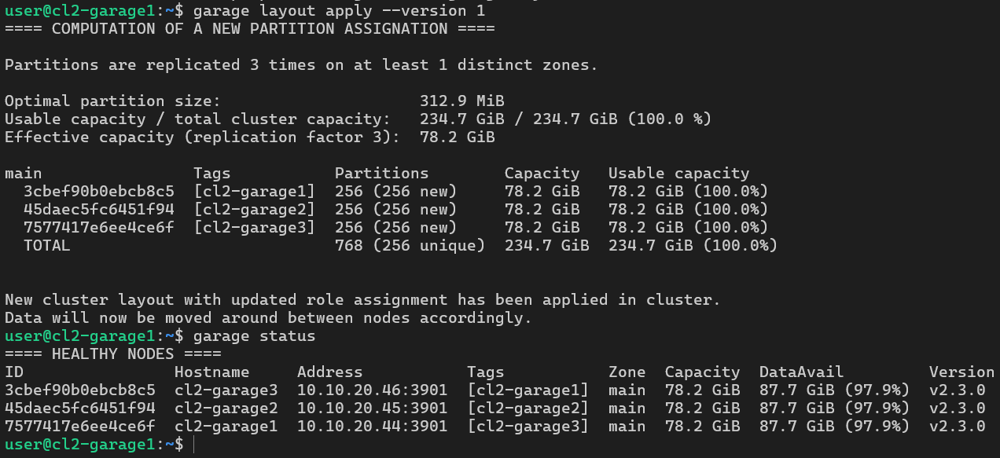 user@cl2-garage1:~$ garage layout apply --version 1
==== COMPUTATION OF A NEW PARTITION ASSIGNATION ====
Partitions are replicated 3 times on at least 1 distinct zones.
Optimal partition size: 312.9 MiB
Usable capacity / total cluster capacity: 234.7 GiB / 234.7 GiB (100.0 %)
Effective capacity (replication factor 3): 78.2 GiB
main Tags Partitions Capacity Usable capacity
3cbef90b0ebcb8c5 [cl2-garage1] 256 (256 new) 78.2 GiB 78.2 GiB (100.0%)
45daec5fc6451f94 [cl2-garage2] 256 (256 new) 78.2 GiB 78.2 GiB (100.0%)
7577417e6ee4ce6f [cl2-garage3] 256 (256 new) 78.2 GiB 78.2 GiB (100.0%)
TOTAL 768 (256 unique) 234.7 GiB 234.7 GiB (100.0%)
New cluster layout with updated role assignment has been applied in cluster.
Data will now be moved around between nodes accordingly.
user@cl2-garage1:~$ garage status
==== HEALTHY NODES ====
ID Hostname Address Tags Zone Capacity DataAvail Version
3cbef90b0ebcb8c5 cl2-garage3 10.10.20.46:3901 [cl2-garage1] main 78.2 GiB 87.7 GiB (97.9%) v2.3.0
45daec5fc6451f94 cl2-garage2 10.10.20.45:3901 [cl2-garage2] main 78.2 GiB 87.7 GiB (97.9%) v2.3.0
7577417e6ee4ce6f cl2-garage1 10.10.20.44:3901 [cl2-garage3] main 78.2 GiB 87.7 GiB (97.9%) v2.3.0
user@cl2-garage1:~$